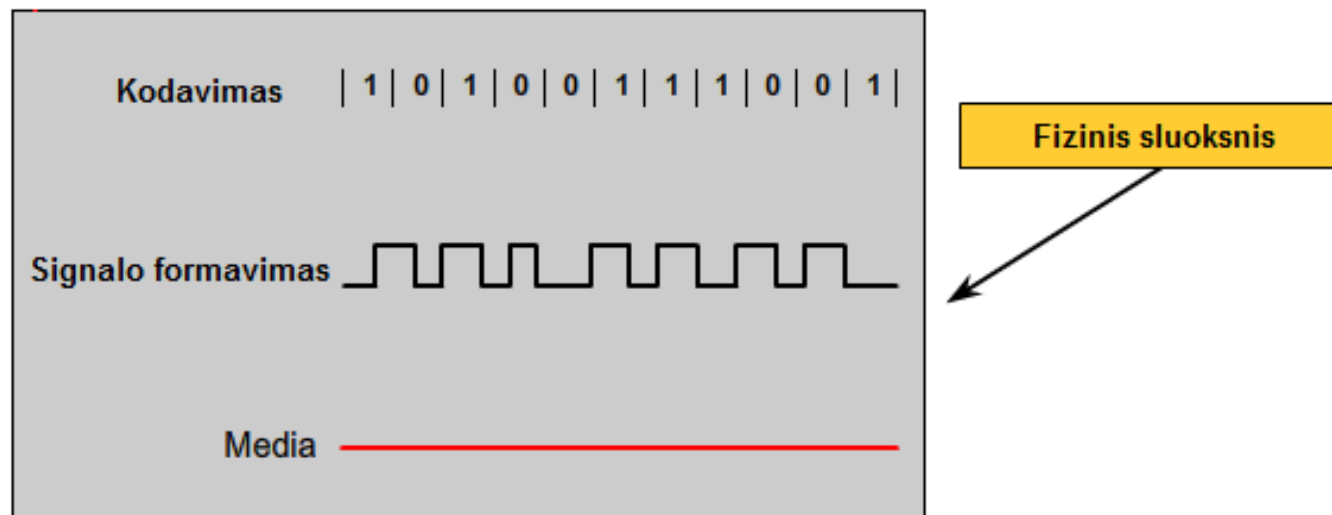 Kodavimas | 1 | 0 | 1 | 0 | 0 | 1 | 1 | 1 | 0 | 0 | 1 |
Fizinis sluoksnis
Signalo formavimas
Media